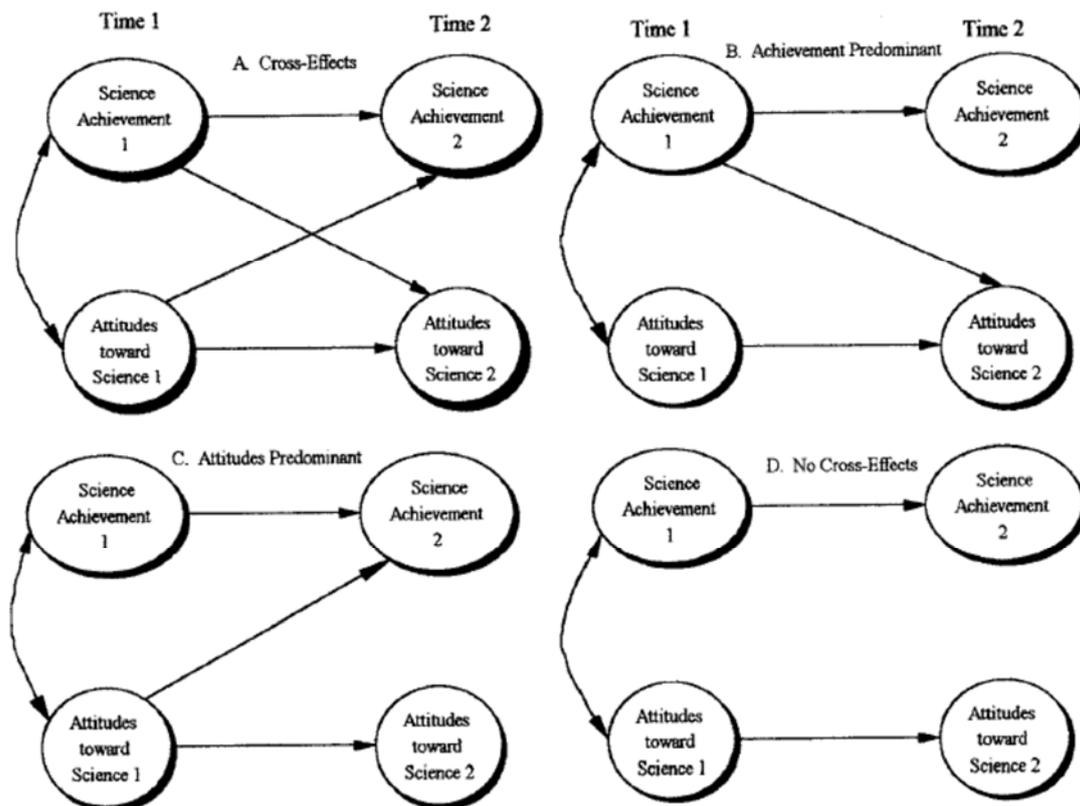 Time 1
Time 2
A. Cross-Effects
Science
Achievement
1
Science
Achievement
2
Attitudes
toward
Science 1
Attitudes
toward
Science 2
Time 1
Time 2
B. Achievement Predominant
Science
Achievement
1
Science
Achievement
2
Attitudes
toward
Science 1
Attitudes
toward
Science 2
C. Attitudes Predominant
Science
Achievement
1
Science
Achievement
2
Attitudes
toward
Science 1
Attitudes
toward
Science 2
D. No Cross-Effects
Science
Achievement
1
Science
Achievement
2
Attitudes
toward
Science 1
Attitudes
toward
Science 2